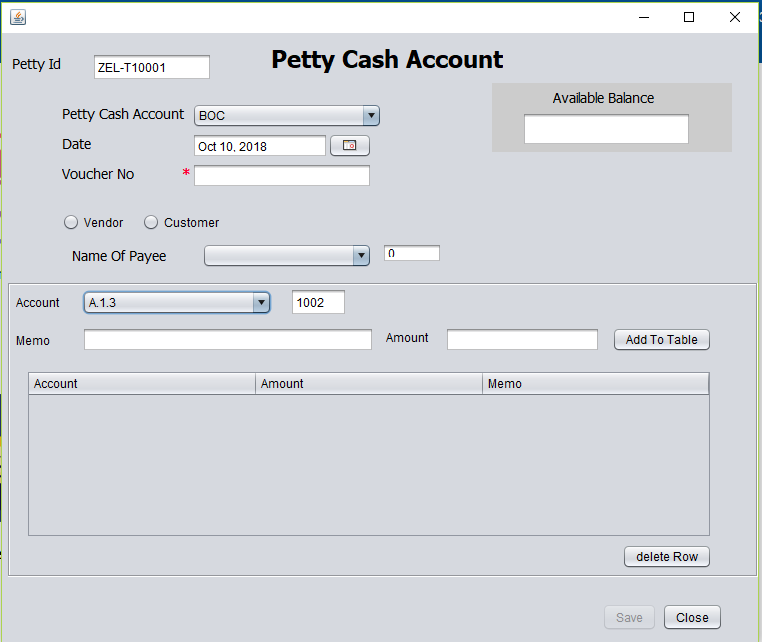 Petty Cash Account
Petty Id ZEL-T10001
Available Balance
Petty Cash Account BOC
Date Oct 10, 2018
Voucher No *
Vendor Customer
Name Of Payee 0
Account A.1.3 1002
Memo Amount Add To Table
Account Amount Memo
delete Row
Save Close